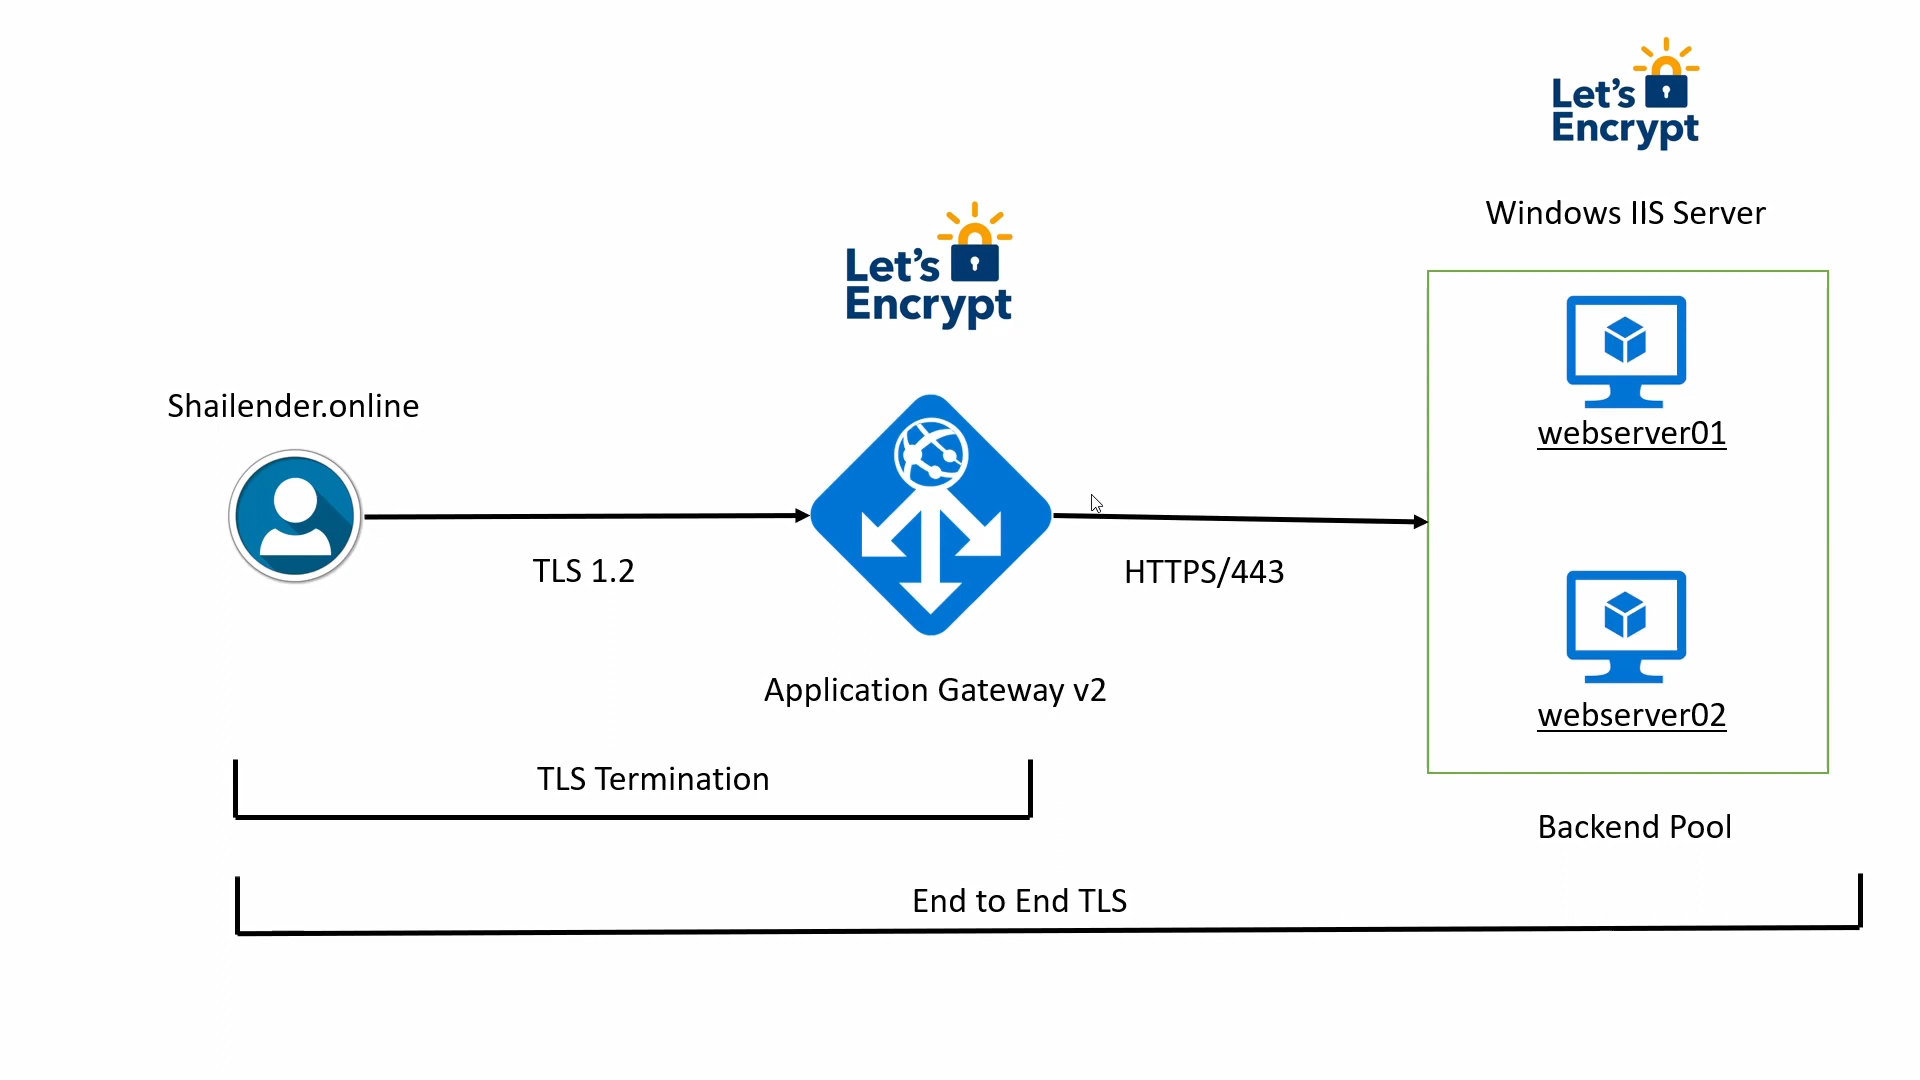 Let's
Encrypt
Windows IIS Server
Let's
Encrypt
Shailender.online
webserver01
TLS 1.2
HTTPS/443
Application Gateway v2
webserver02
TLS Termination
Backend Pool
End to End TLS